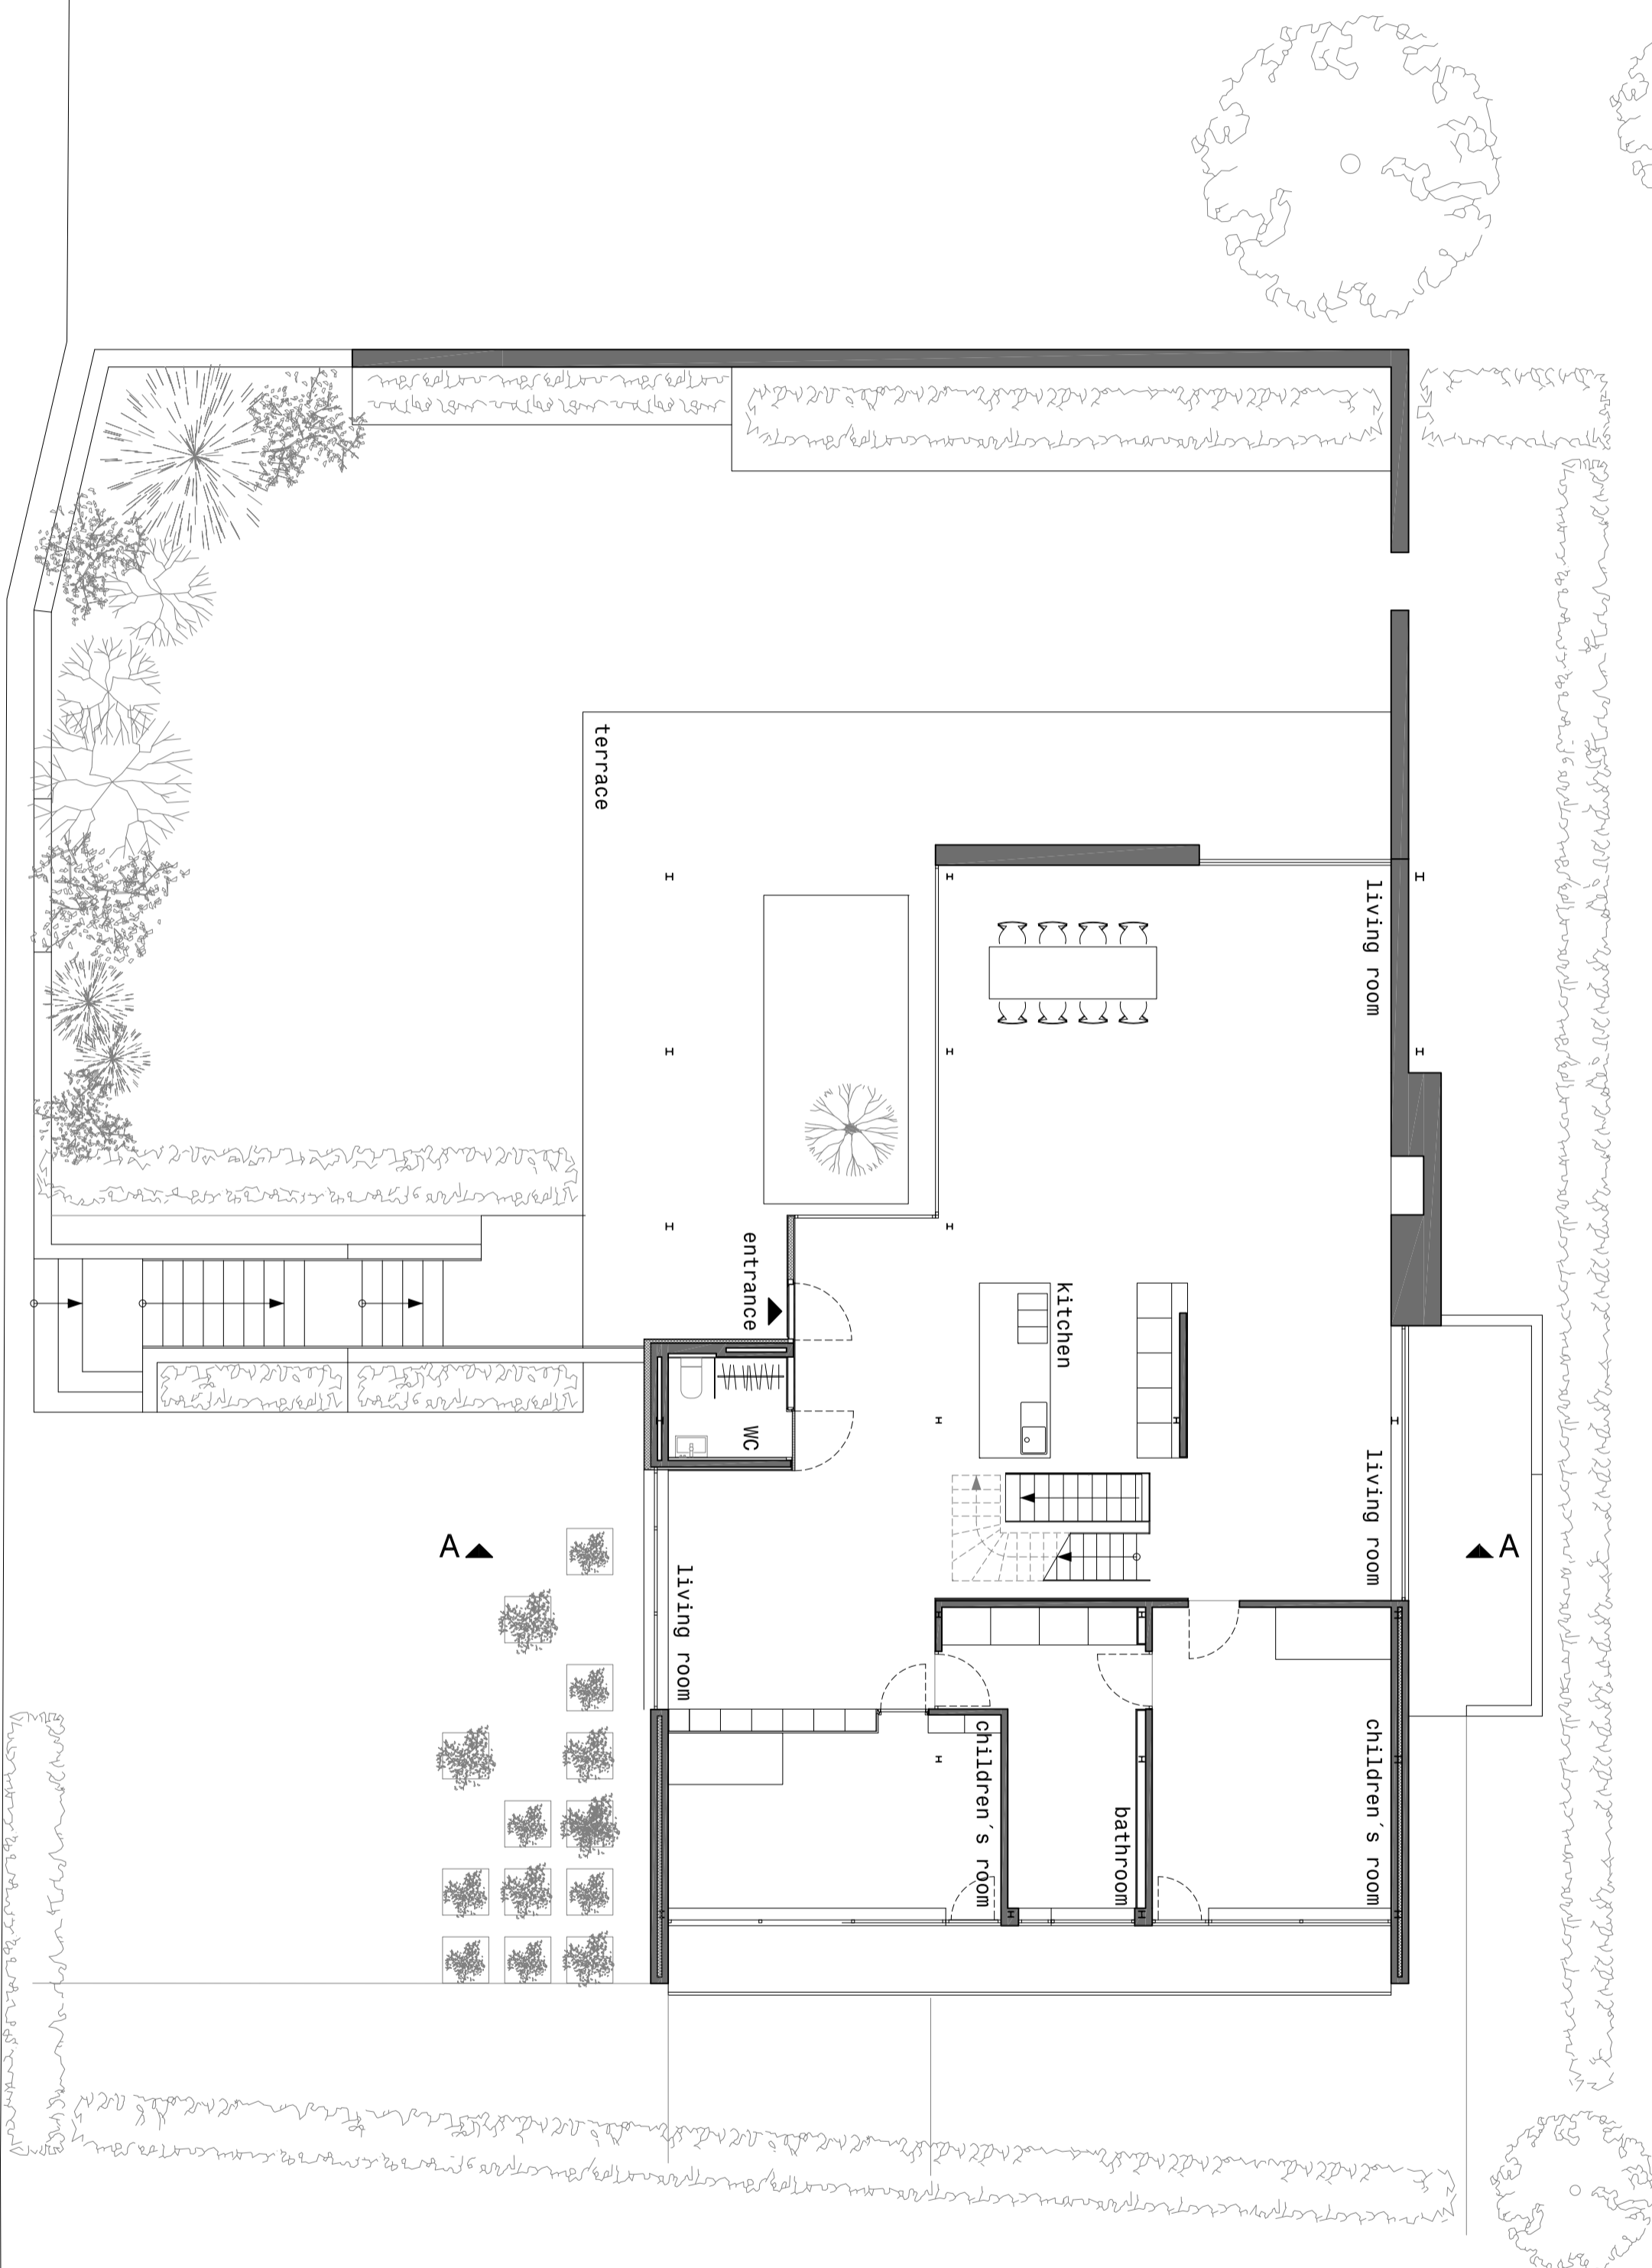 terrace
living room
entrance
kitchen
WC
living room
A
A
living room
children´s room
children´s room
bathroom